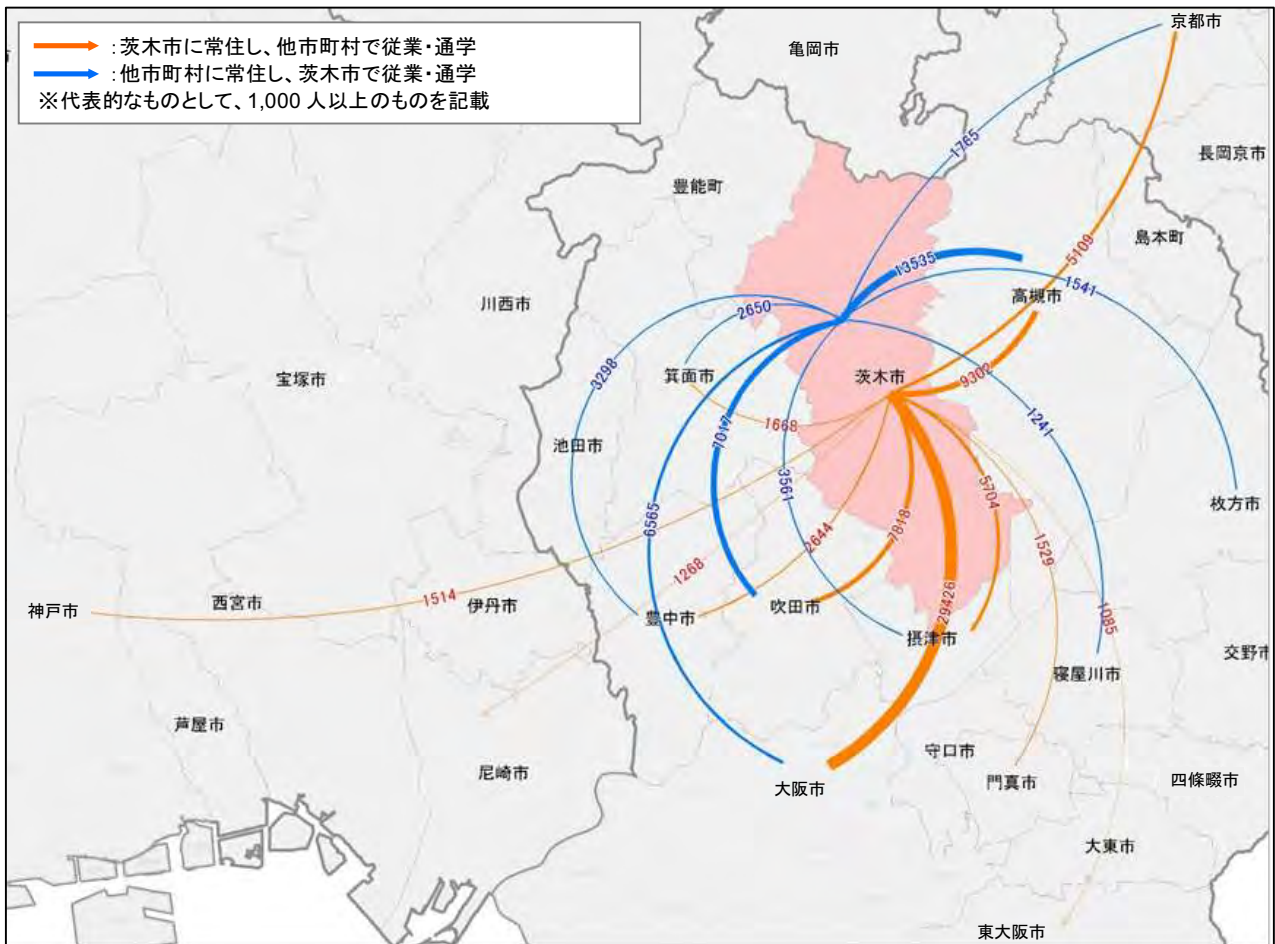 :茨木市に常住し、他市町村で従業・通学
:他市町村に常住し、茨木市で従業・通学
※代表的なものとして、1,000 人以上のものを記載
京都市
亀岡市
1765
長岡京市
豊能町
島本町
5109
13535
1541
高槻市
川西市
2650
箕面市
茨木市
9302
宝塚市
3298
1668
7017
1241
池田市
3561
5704
枚方市
6565
2644
7818
1529
1268
29426
1514
神戸市
西宮市
伊丹市
豊中市
吹田市
1085
摂津市
交野市
寝屋川市
芦屋市
守口市
尼崎市
大阪市
門真市
四條畷市
大東市
東大阪市